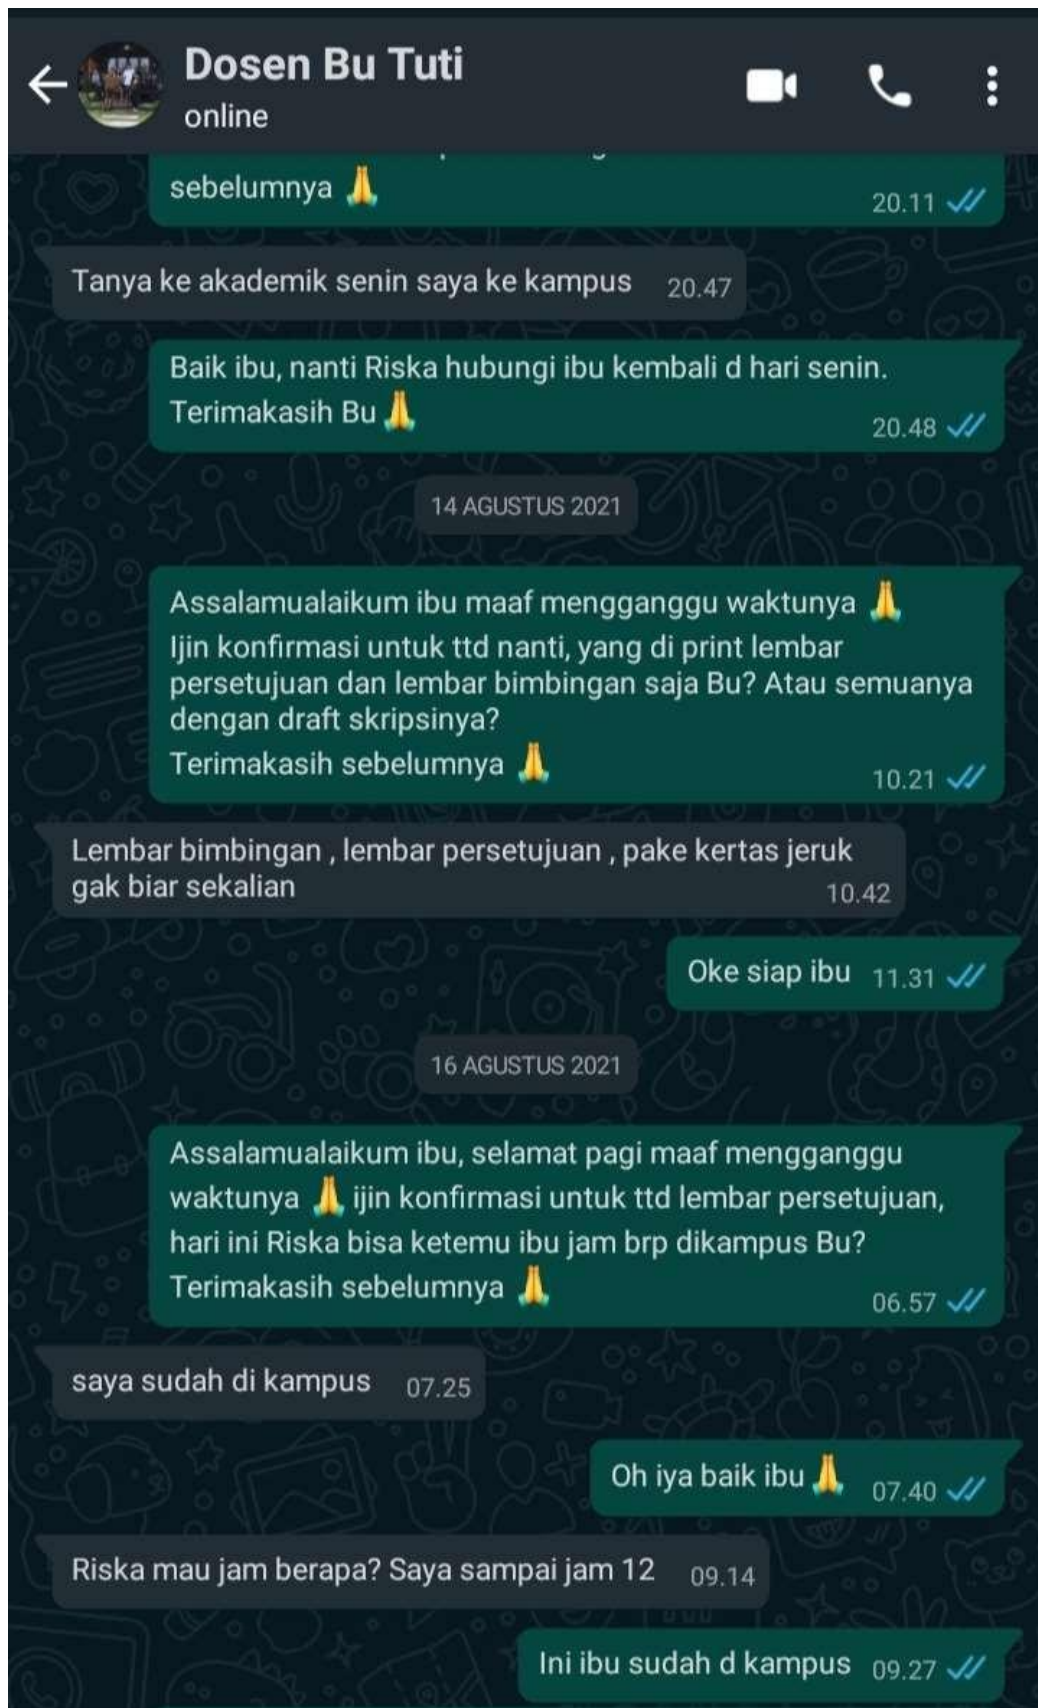 Dosen Bu Tuti
online
sebelumnya 🙏
20.11
Tanya ke akademik senin saya ke kampus 20.47
Baik ibu, nanti Riska hubungi ibu kembali d hari senin.
Terimakasih Bu 🙏
20.48
14 AGUSTUS 2021
Assalamualaikum ibu maaf mengganggu waktunya 🙏
Ijin konfirmasi untuk ttd nanti, yang di print lembar
persetujuan dan lembar bimbingan saja Bu? Atau semuanya
dengan draft skripsinya?
Terimakasih sebelumnya 🙏
10.21
Lembar bimbingan , lembar persetujuan , pake kertas jeruk
gak biar sekalian
10.42
Oke siap ibu 11.31
16 AGUSTUS 2021
Assalamualaikum ibu, selamat pagi maaf mengganggu
waktunya 🙏 ijin konfirmasi untuk ttd lembar persetujuan,
hari ini Riska bisa ketemu ibu jam brp dikampus Bu?
Terimakasih sebelumnya 🙏
06.57
saya sudah di kampus 07.25
Oh iya baik ibu 🙏 07.40
Riska mau jam berapa? Saya sampai jam 12 09.14
Ini ibu sudah d kampus 09.27